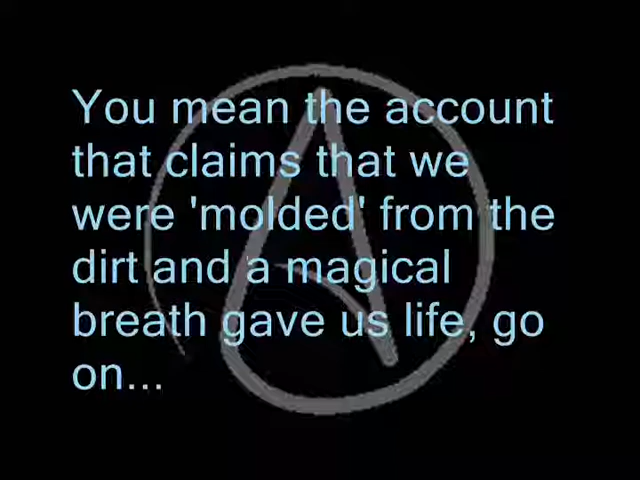 You mean the account
that claims that we
were 'molded' from the
dirt and a magical
breath gave us life, go
on...